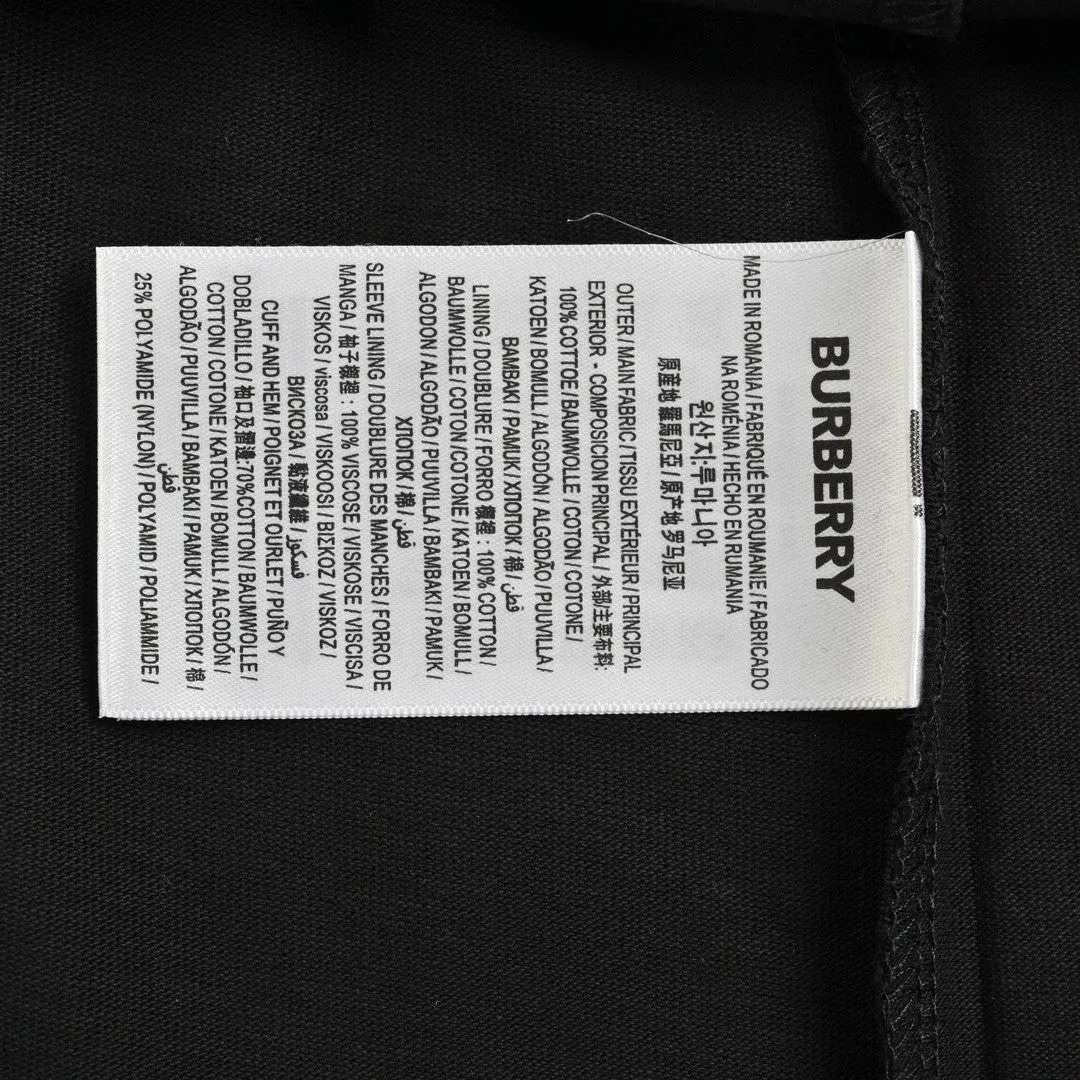 BURBERRY
MADE IN ROMANIA / FABRIQUÉ EN ROUMANIE / FABRICADO
NA ROMÉNIA / HECHO EN RUMANIA
원산지.루마니아
原産地 羅馬尼亞 / 原产地 罗马尼亚
OUTER / MAIN FABRIC / TISSU EXTÉRIEUR / PRINCIPAL
EXTERIOR - COMPOSICION PRINCIPAL / 外部/主要布料:
100% COTTOE / BAUMWOLLE / COTON / COTONE /
KATOEN / BOMULL / ALGODÓN / ALGODÃO / PUUVILLA /
BAMBAKI / PAMUK / ХЛОПОК / 棉 / قطن
LINING / DOUBLURE / FORRO 襯裡 : 100% COTTON /
BAUMWOLLE / COTON / COTONE / KATOEN / BOMULL /
ALGODON / ALGODÃO / PUUVILLA / BAMBAKI / PAMUK /
ХЛОПОК / 棉 / قطن
SLEEVE LINING / DOUBLURE DES MANCHES / FORRO DE
MANGA / 袖子襯裡 : 100% VISCOSE / VISKOSE / VISCISA /
VISKOS / viscosa / VISKOOSI / ΒΙΣΚΟΖ / VISKOZ /
ВИСКОЗА / 黏液纖維 / فسكوز
CUFF AND HEM / POIGNET ET OURLET / PUÑO Y
DOBLADILLO / 袖口及摺邊:70%COTTON / BAUMWOLLE /
COTTON / COTONE / KATOEN / BOMULL / ALGODÓN /
ALGODÃO / PUUVILLA / BAMBAKI / PAMUK ХЛОПОК / 棉 /
قطن
25% POLYAMIDE (NYLON) / POLYAMID / POLIAMMIDE /